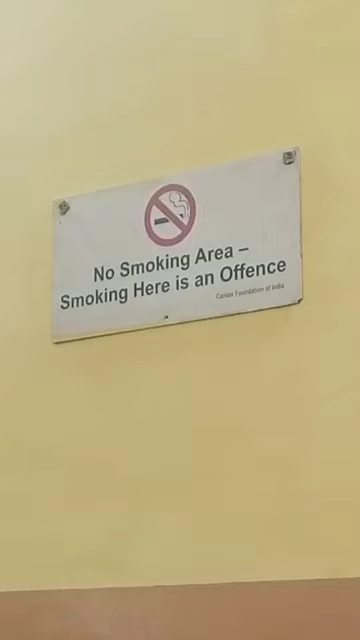 No Smoking Area –
Smoking Here is an Offence
Cancer Foundation of India